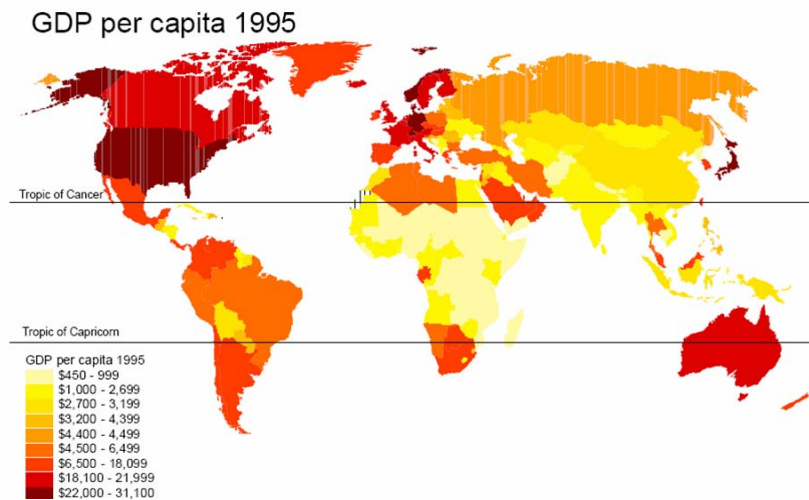 GDP per capita 1995
Tropic of Cancer
Tropic of Capricorn
GDP per capita 1995
$450 - 999
$1,000 - 2,699
$2,700 - 3,199
$3,200 - 4,399
$4,400 - 4,499
$4,500 - 6,499
$6,500 - 18,099
$18,100 - 21,999
$22,000 - 31,100